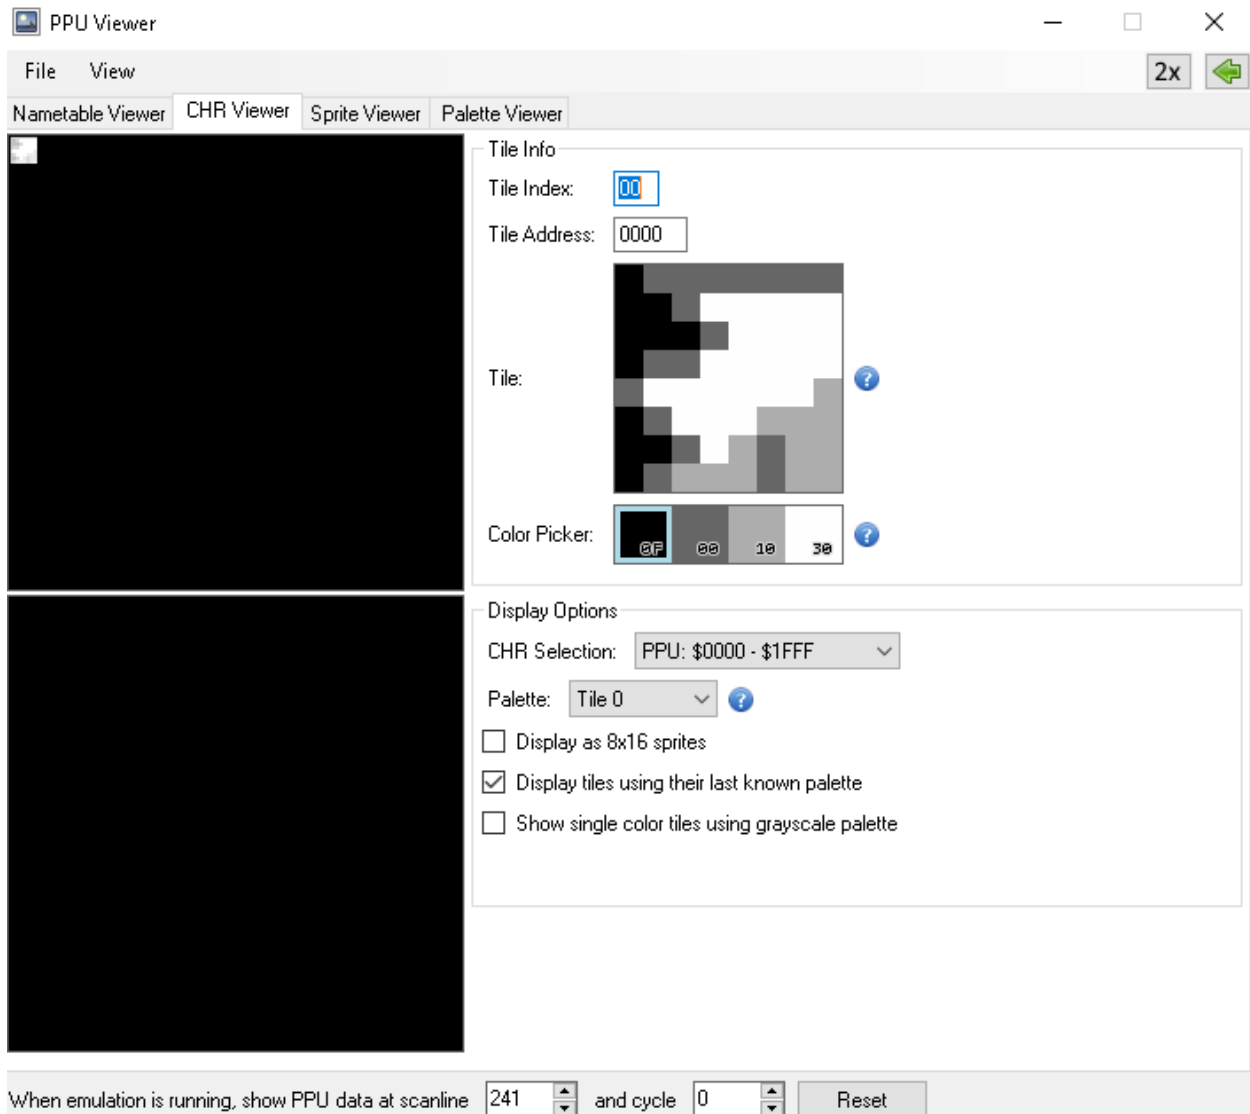 PPU Viewer
File View 2x
Nametable Viewer CHR Viewer Sprite Viewer Palette Viewer
Tile Info
Tile Index: 00
Tile Address: 0000
Tile:
Color Picker: 0F 00 10 30
Display Options
CHR Selection: PPU: $0000 - $1FFF
Palette: Tile 0
Display as 8x16 sprites
Display tiles using their last known palette
Show single color tiles using grayscale palette
When emulation is running, show PPU data at scanline 241 and cycle 0 Reset